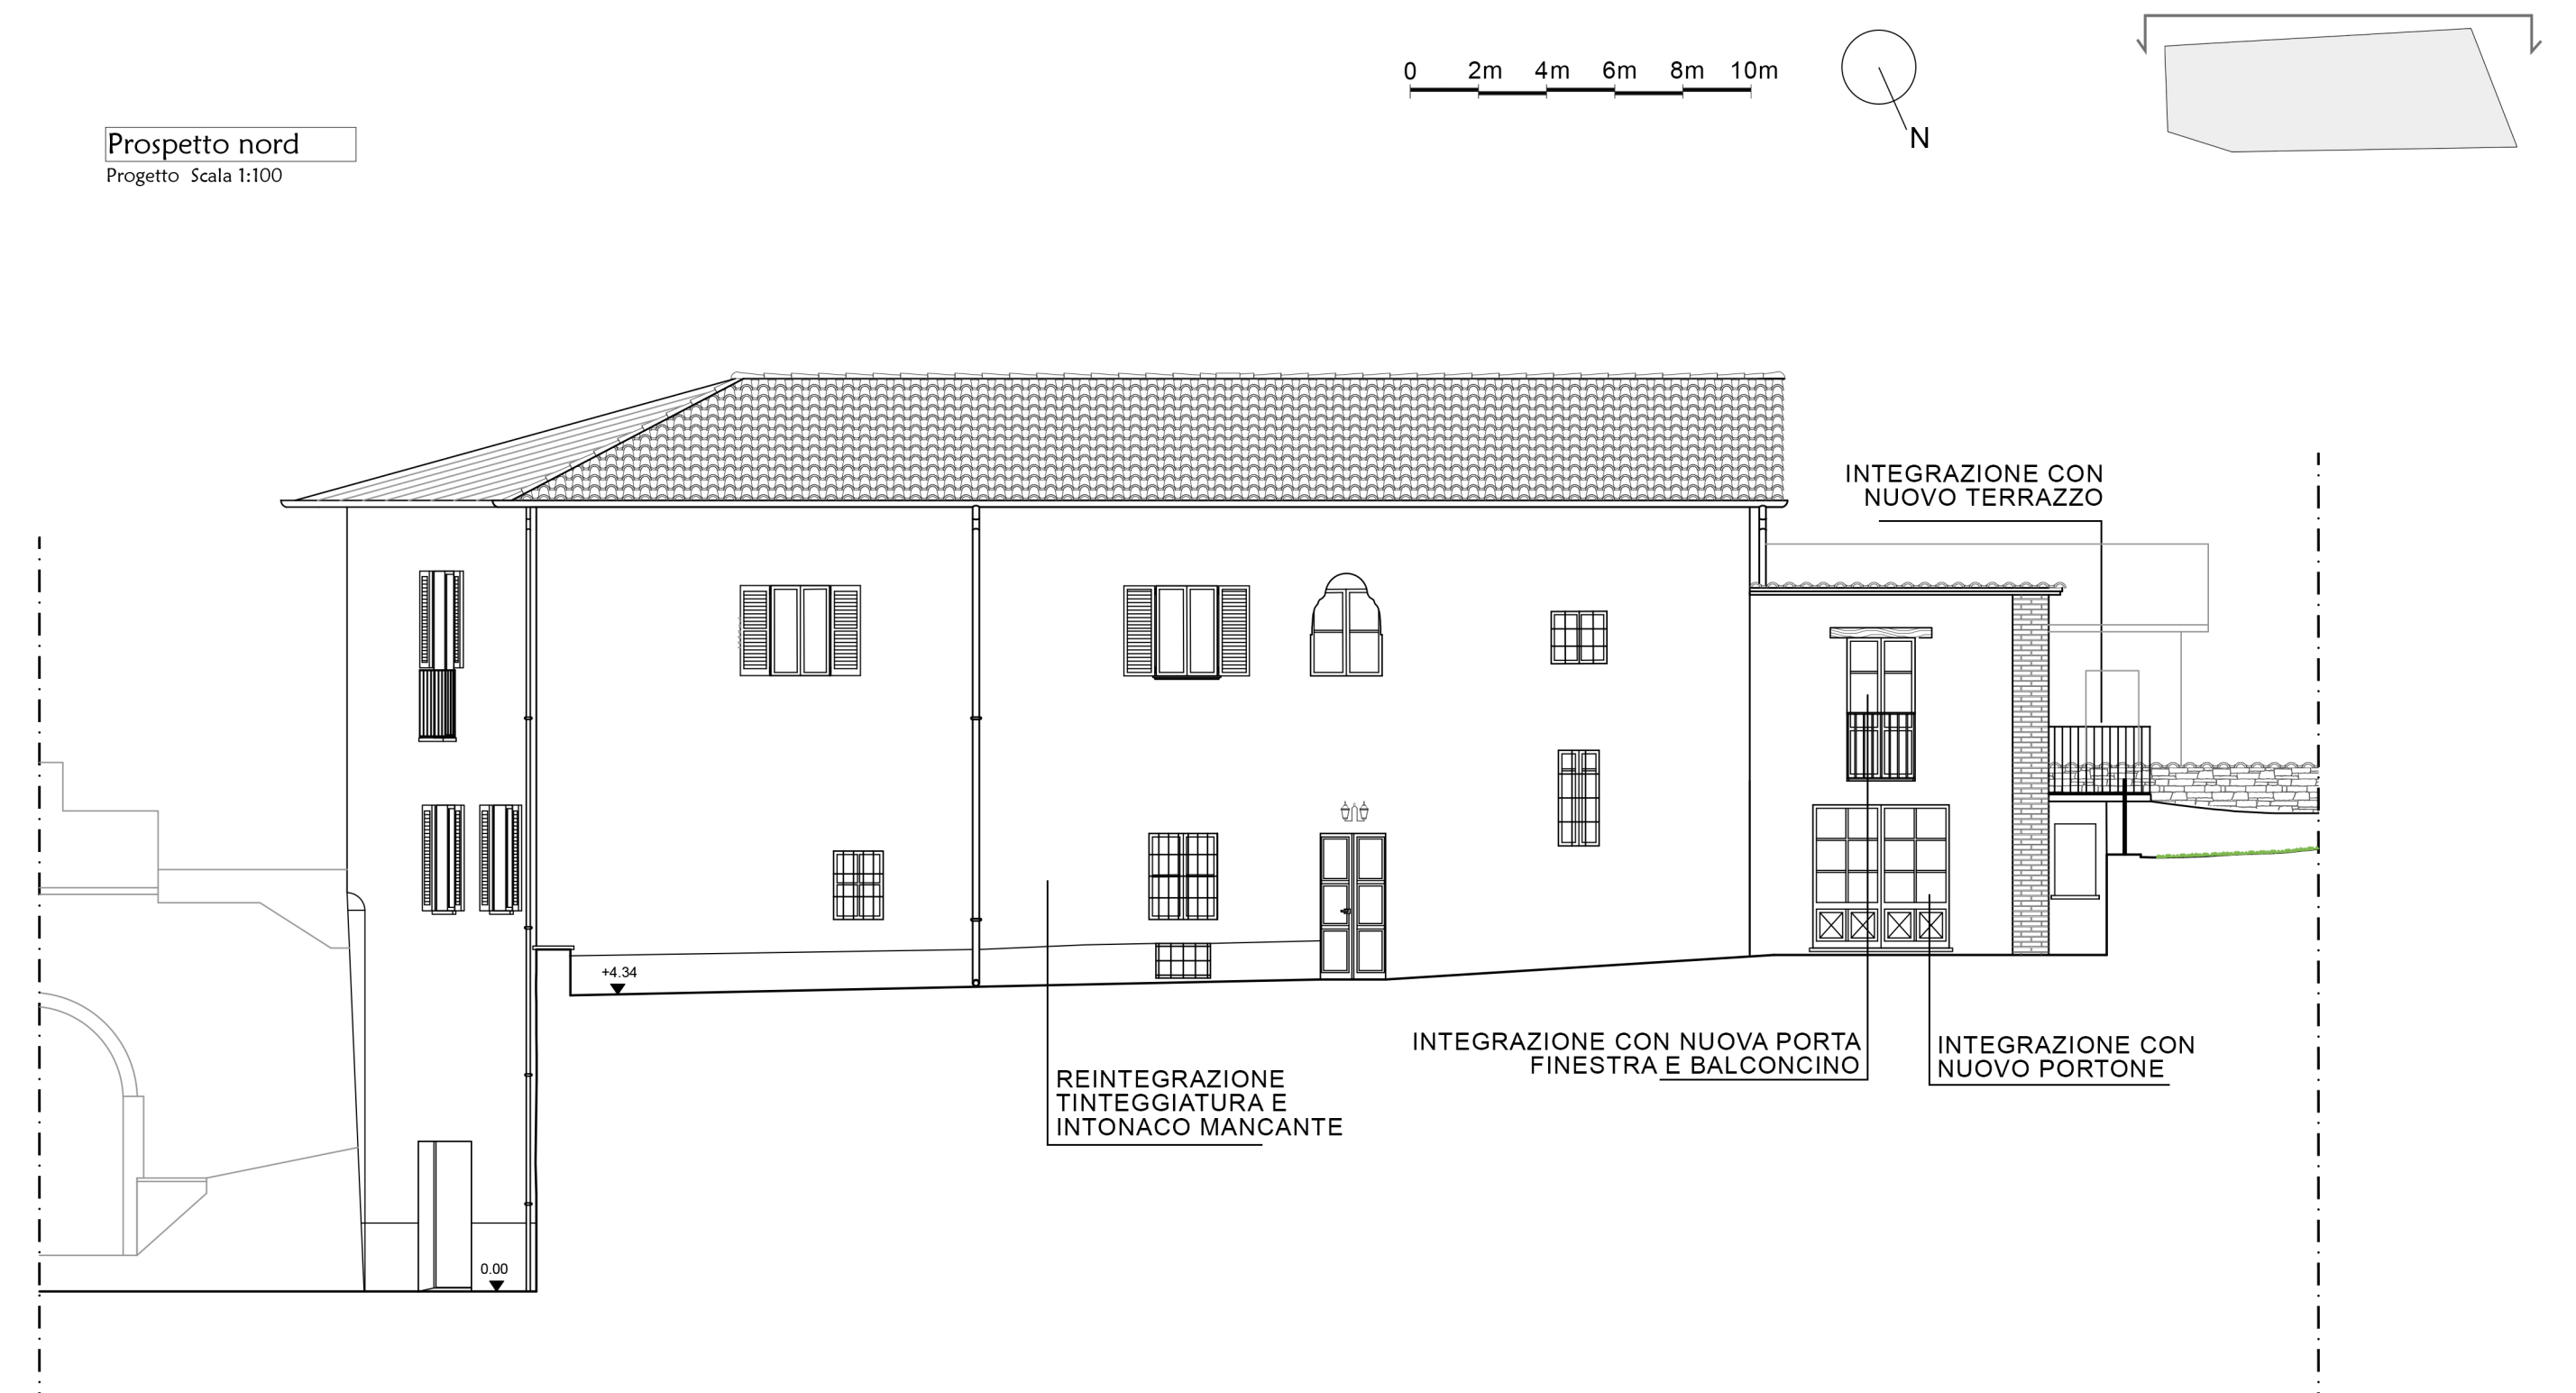 0 2m 4m 6m 8m 10m
N
Prospetto nord
Progetto Scala 1:100
INTEGRAZIONE CON
NUOVO TERRAZZO
+4.34
INTEGRAZIONE CON NUOVA PORTA
FINESTRA E BALCONCINO
INTEGRAZIONE CON
NUOVO PORTONE
REINTEGRAZIONE
TINTEGGIATURA E
INTONACO MANCANTE
0.00